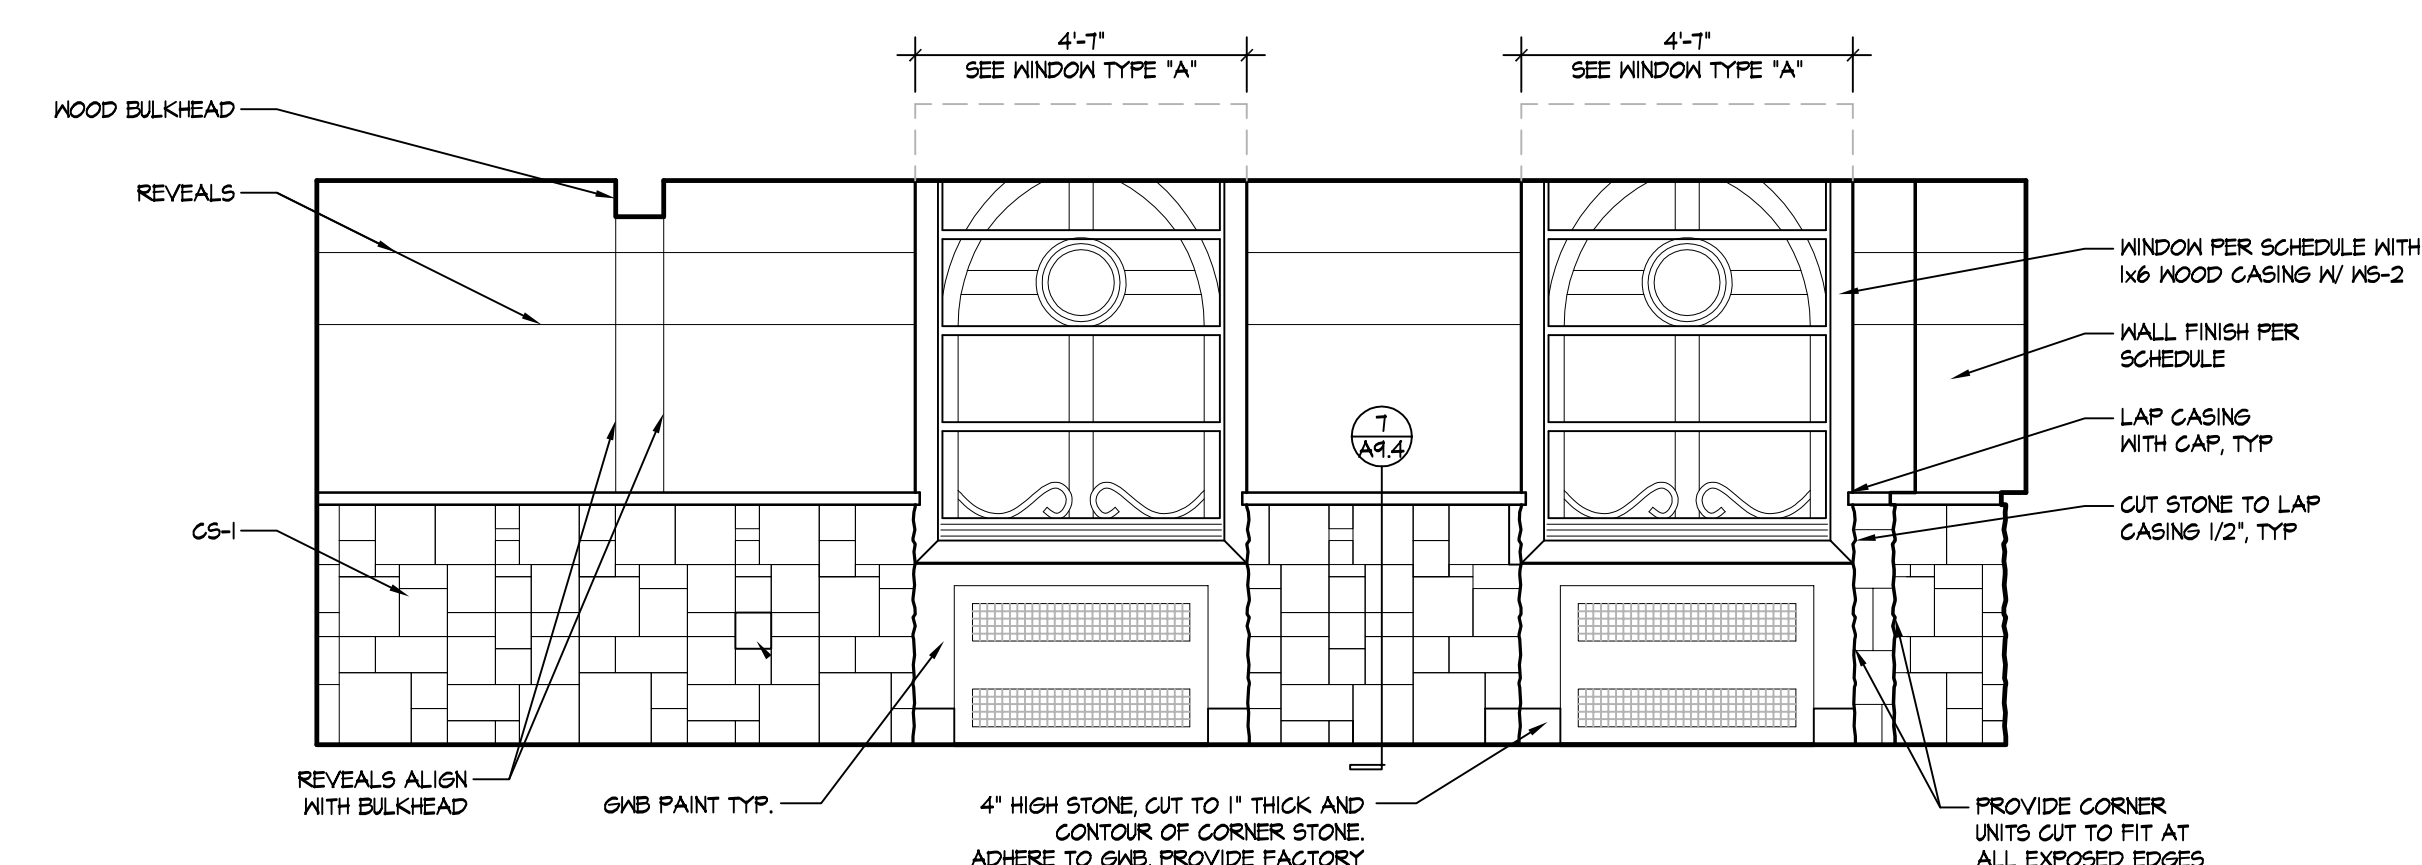 4'-7"
SEE WINDOW TYPE "A"
4'-7"
SEE WINDOW TYPE "A"
WOOD BULKHEAD
REVEALS
CS-1
REVEALS ALIGN
WITH BULKHEAD
GWB PAINT TYP.
7
A9.4
4" HIGH STONE, CUT TO 1" THICK AND
CONTOUR OF CORNER STONE.
ADHERE TO GWB. PROVIDE FACTORY
WINDOW PER SCHEDULE WITH
1x6 WOOD CASING W/ WS-2
WALL FINISH PER
SCHEDULE
LAP CASING
WITH CAP, TYP
CUT STONE TO LAP
CASING 1/2", TYP
PROVIDE CORNER
UNITS CUT TO FIT AT
ALL EXPOSED EDGES